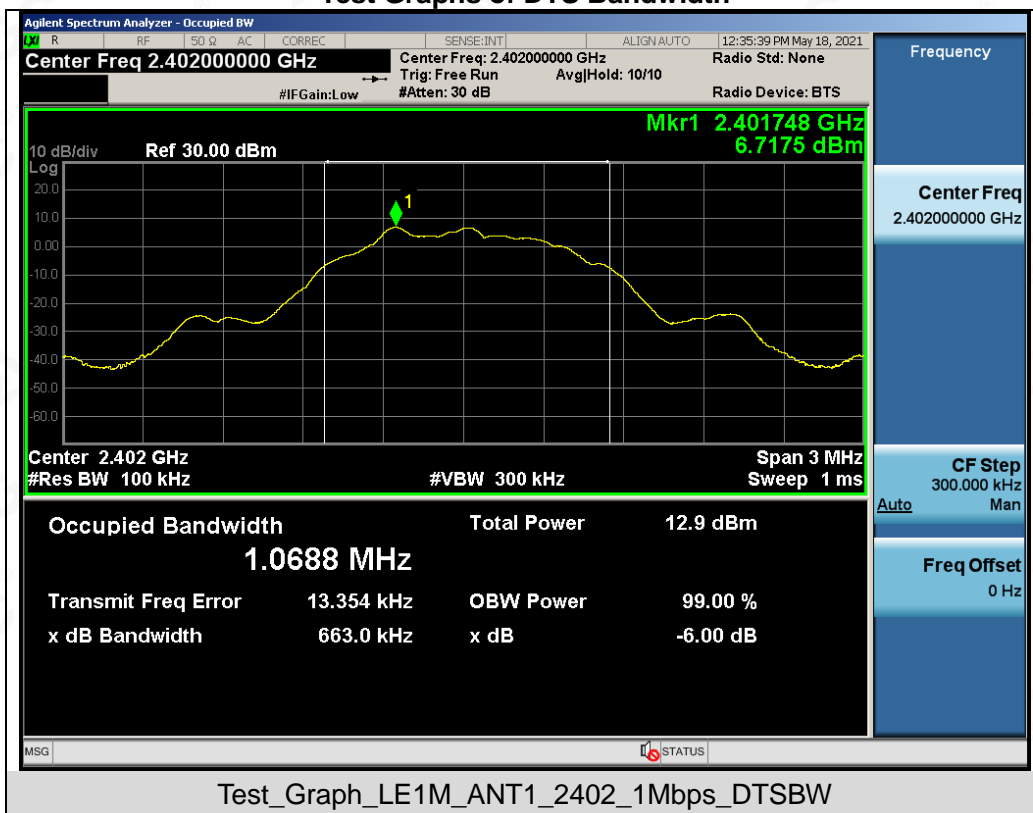 Test Graphs of DTS Bandwidth
Agilent Spectrum Analyzer - Occupied BW
LXI R RF 50 Ω AC CORREC SENSE:INT ALIGN AUTO 12:35:39 PM May 18, 2021
Center Freq 2.402000000 GHz
Center Freq: 2.402000000 GHz Radio Std: None
Trig: Free Run Avg|Hold: 10/10
#IFGain:Low #Atten: 30 dB Radio Device: BTS
Frequency
Mkr1 2.401748 GHz
6.7175 dBm
10 dB/div Ref 30.00 dBm
Log
20.0
10.0
0.00
-10.0
-20.0
-30.0
-40.0
-50.0
-60.0
1
Center 2.402 GHz Span 3 MHz
#Res BW 100 kHz #VBW 300 kHz Sweep 1 ms
Center Freq
2.402000000 GHz
CF Step
300.000 kHz
Auto Man
Freq Offset
0 Hz
Occupied Bandwidth Total Power 12.9 dBm
1.0688 MHz
Transmit Freq Error 13.354 kHz OBW Power 99.00 %
x dB Bandwidth 663.0 kHz x dB -6.00 dB
MSG STATUS
Test_Graph_LE1M_ANT1_2402_1Mbps_DTSBW